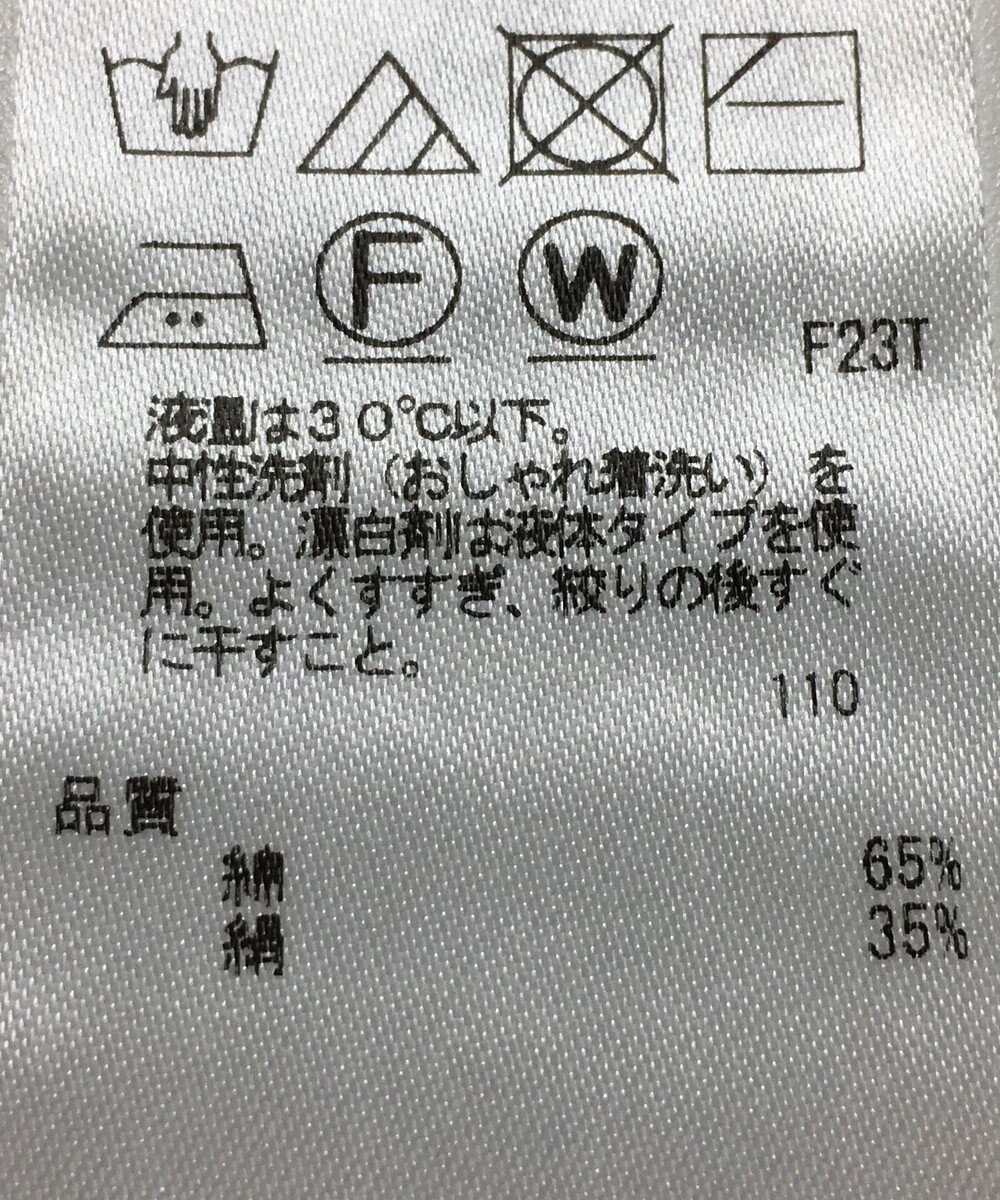 F
W
F23T
液温は30℃以下。
中性洗剤（おしゃれ着洗い）を
使用。漂白剤は液体タイプを使
用。よくすすぎ、絞りの後すぐ
に干すこと。
110
品質
綿 65%
絹 35%